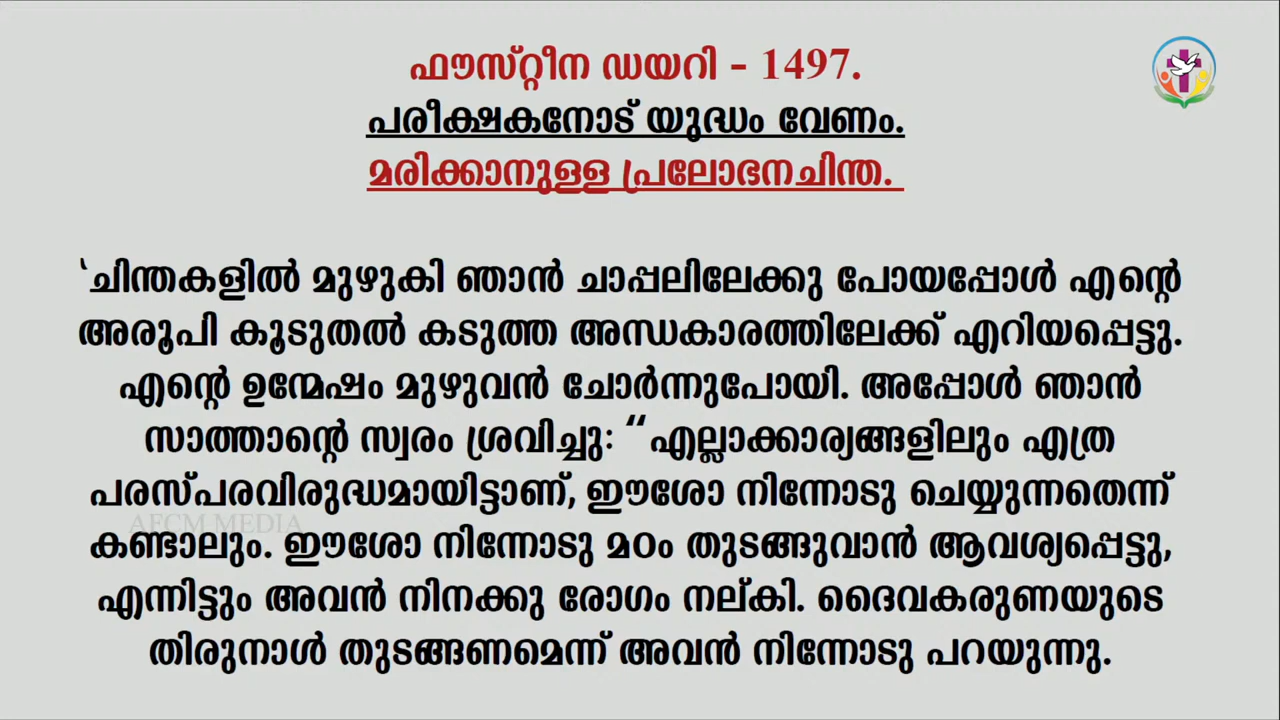 ഫൗസ്റ്റീന ഡയറി - 1497.
പരീക്ഷകനോട് യുദ്ധം വേണം.
മരിക്കാനുള്ള പ്രലോഭനചിന്ത.
‘ചിന്തകളിൽ മുഴുകി ഞാൻ ചാപ്പലിലേക്കു പോയപ്പോൾ എന്റെ
അരൂപി കൂടുതൽ കടുത്ത അന്ധകാരത്തിലേക്ക് എറിയപ്പെട്ടു.
എന്റെ ഉന്മേഷം മുഴുവൻ ചോർന്നുപോയി. അപ്പോൾ ഞാൻ
സാത്താന്റെ സ്വരം ശ്രവിച്ചു: “എല്ലാക്കാര്യങ്ങളിലും എത്ര
പരസ്പരവിരുദ്ധമായിട്ടാണ്, ഈശോ നിന്നോടു ചെയ്യുന്നതെന്ന്
AFCM MEDIA
കണ്ടാലും. ഈശോ നിന്നോടു മഠം തുടങ്ങുവാൻ ആവശ്യപ്പെട്ടു,
എന്നിട്ടും അവൻ നിനക്കു രോഗം നല്കി. ദൈവകരുണയുടെ
തിരുനാൾ തുടങ്ങണമെന്ന് അവൻ നിന്നോടു പറയുന്നു.